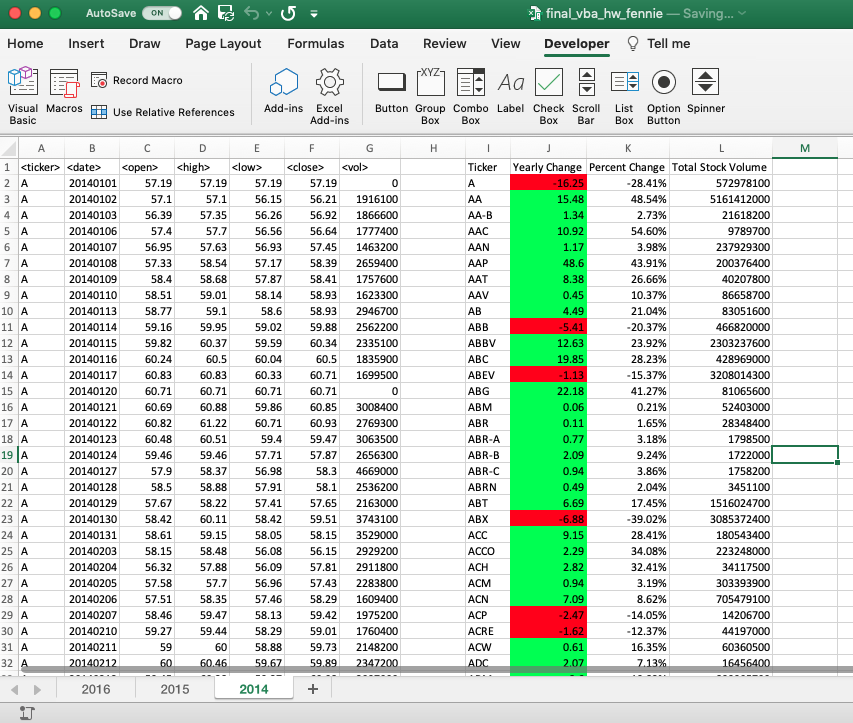 AutoSave ON final_vba_hw_fennie — Saving...
Home Insert Draw Page Layout Formulas Data Review View Developer Tell me
Visual Basic Macros Record Macro Use Relative References Add-ins Excel Add-ins Button XYZ Group Box Combo Box Aa Label Check Box Scroll Bar List Box Option Button Spinner
A B C D E F G H I J K L M
1 <ticker> <date> <open> <high> <low> <close> <vol> Ticker Yearly Change Percent Change Total Stock Volume
2 A 20140101 57.19 57.19 57.19 57.19 0 A -16.25 -28.41% 572978100
3 A 20140102 57.1 57.1 56.15 56.21 1916100 AA 15.48 48.54% 5161412000
4 A 20140103 56.39 57.35 56.26 56.92 1866600 AA-B 1.34 2.73% 21618200
5 A 20140106 57.4 57.7 56.56 56.64 1777400 AAC 10.92 54.60% 9789700
6 A 20140107 56.95 57.63 56.93 57.45 1463200 AAN 1.17 3.98% 237929300
7 A 20140108 57.33 58.54 57.17 58.39 2659400 AAP 48.6 43.91% 200376400
8 A 20140109 58.4 58.68 57.87 58.41 1757600 AAT 8.38 26.66% 40207800
9 A 20140110 58.51 59.01 58.14 58.93 1623300 AAV 0.45 10.37% 86658700
10 A 20140113 58.77 59.1 58.6 58.93 2946700 AB 4.49 21.04% 83051600
11 A 20140114 59.16 59.95 59.02 59.88 2562200 ABB -5.41 -20.37% 466820000
12 A 20140115 59.82 60.37 59.59 60.34 2335100 ABBV 12.63 23.92% 2303237600
13 A 20140116 60.24 60.5 60.04 60.5 1835900 ABC 19.85 28.23% 428969000
14 A 20140117 60.83 60.83 60.33 60.71 1699500 ABEV -1.13 -15.37% 3208014300
15 A 20140120 60.71 60.71 60.71 60.71 0 ABG 22.18 41.27% 81065600
16 A 20140121 60.69 60.88 59.86 60.85 3008400 ABM 0.06 0.21% 52403000
17 A 20140122 60.82 61.22 60.71 60.93 2769300 ABR 0.11 1.65% 28348400
18 A 20140123 60.48 60.51 59.4 59.47 3063500 ABR-A 0.77 3.18% 1798500
19 A 20140124 59.46 59.46 57.71 57.87 2656300 ABR-B 2.09 9.24% 1722000
20 A 20140127 57.9 58.37 56.98 58.3 4669000 ABR-C 0.94 3.86% 1758200
21 A 20140128 58.5 58.88 57.91 58.1 2536200 ABRN 0.49 2.04% 3451100
22 A 20140129 57.67 58.22 57.41 57.65 2163000 ABT 6.69 17.45% 1516024700
23 A 20140130 58.42 60.11 58.42 59.51 3743100 ABX -6.88 -39.02% 3085372400
24 A 20140131 58.61 59.15 58.05 58.15 3529000 ACC 9.15 28.41% 180543400
25 A 20140203 58.15 58.48 56.08 56.15 2929200 ACCO 2.29 34.08% 223248000
26 A 20140204 56.32 57.88 56.09 57.81 2911800 ACH 2.82 32.41% 34117500
27 A 20140205 57.58 57.7 56.96 57.43 2283800 ACM 0.94 3.19% 303393900
28 A 20140206 57.51 58.35 57.46 58.29 1609400 ACN 7.09 8.62% 705479100
29 A 20140207 58.46 59.47 58.13 59.42 1975200 ACP -2.47 -14.05% 14206700
30 A 20140210 59.27 59.44 58.29 59.01 1760400 ACRE -1.62 -12.37% 44197000
31 A 20140211 59 60 58.88 59.73 2148200 ACW 0.61 16.35% 60360500
32 A 20140212 60 60.46 59.67 59.89 2347200 ADC 2.07 7.13% 16456400
2016 2015 2014 +